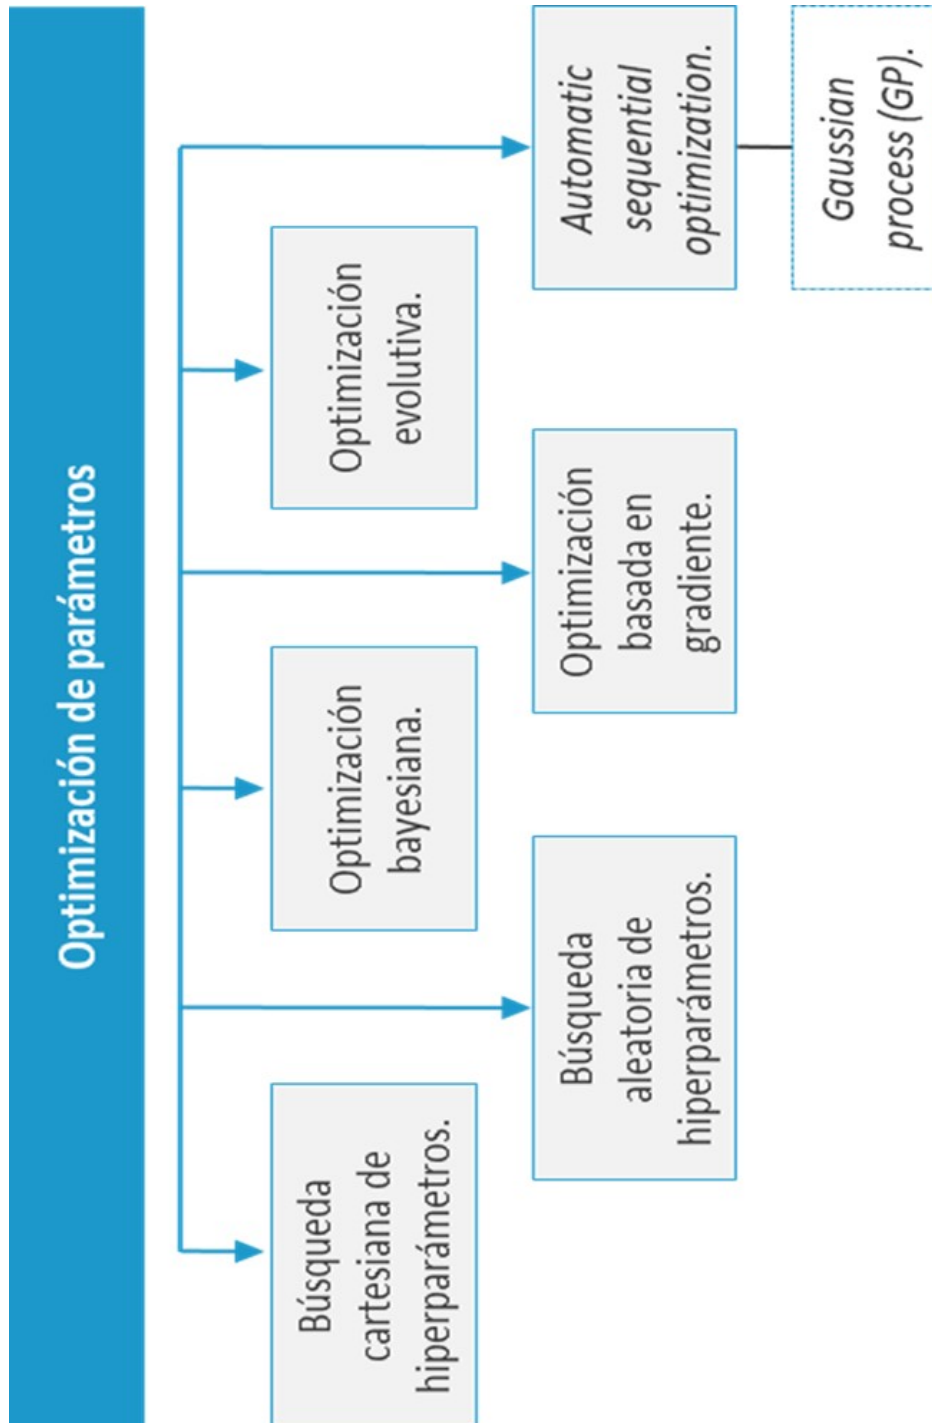 Optimización de parámetros
Búsqueda
cartesiana de
hiperparámetros.
Búsqueda
aleatoria de
hiperparámetros.
Optimización
bayesiana.
Optimización
basada en
gradiente.
Optimización
evolutiva.
Automatic
sequential
optimization.
Gaussian
process (GP).